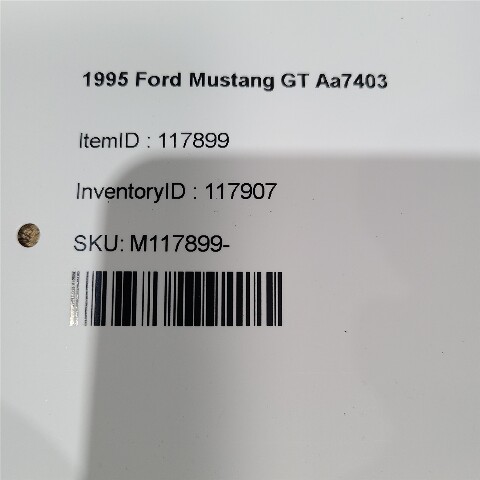 1995 Ford Mustang GT Aa7403
ItemID : 117899
InventoryID : 117907
SKU: M117899-